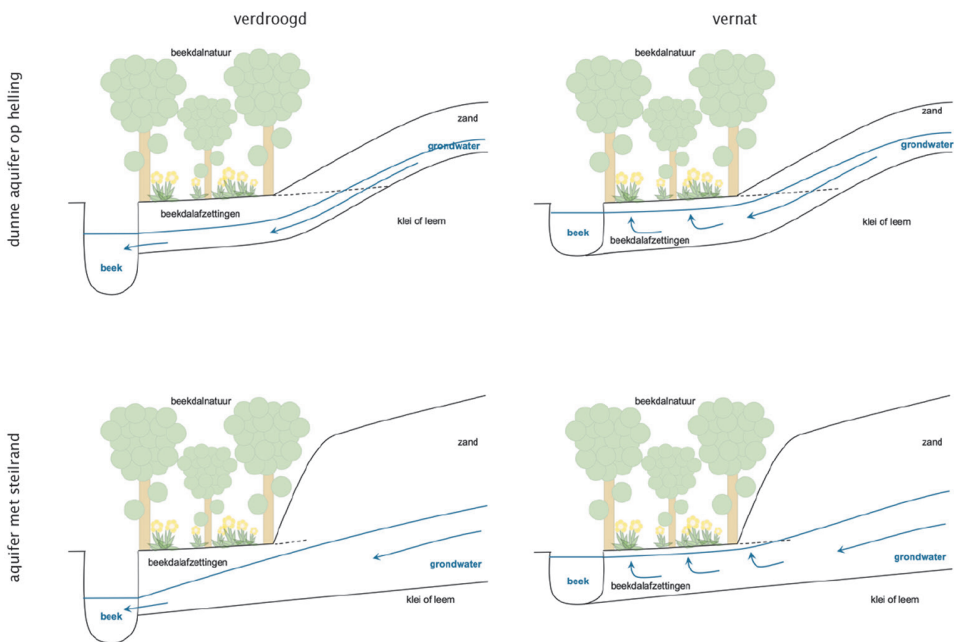 verdroogd
vernat
dunne aquifer op helling
beekdalnatuur
zand
grondwater
beekdalafzettingen
klei of leem
beek
beekdalnatuur
zand
grondwater
klei of leem
beek
beekdalafzettingen
aquifer met steilrand
beekdalnatuur
zand
beekdalafzettingen
grondwater
klei of leem
beek
beekdalnatuur
zand
grondwater
beek
beekdalafzettingen
klei of leem